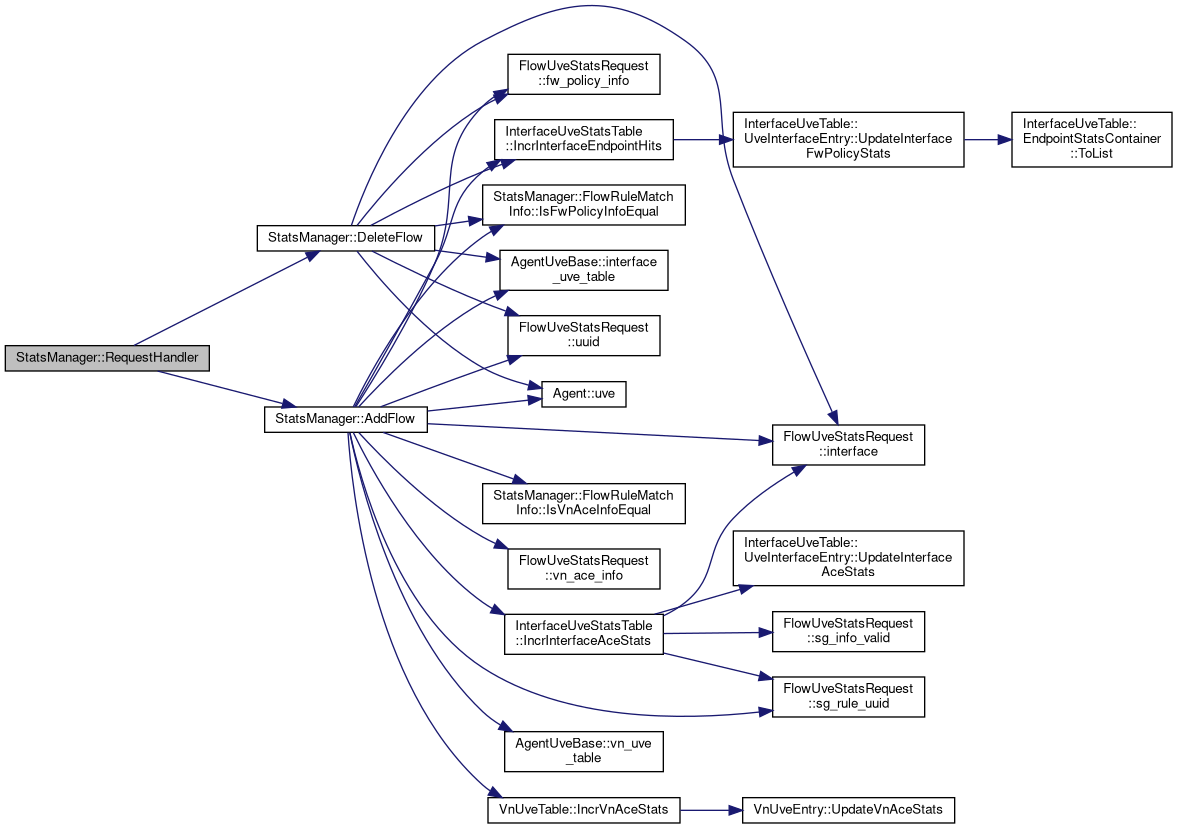 StatsManager::RequestHandler
StatsManager::DeleteFlow
StatsManager::AddFlow
FlowUveStatsRequest
::fw_policy_info
InterfaceUveStatsTable
::IncrInterfaceEndpointHits
StatsManager::FlowRuleMatch
Info::IsFwPolicyInfoEqual
AgentUveBase::interface
_uve_table
FlowUveStatsRequest
::uuid
Agent::uve
StatsManager::FlowRuleMatch
Info::IsVnAceInfoEqual
FlowUveStatsRequest
::vn_ace_info
InterfaceUveStatsTable
::IncrInterfaceAceStats
AgentUveBase::vn_uve
_table
VnUveTable::IncrVnAceStats
InterfaceUveTable::
UveInterfaceEntry::UpdateInterface
FwPolicyStats
FlowUveStatsRequest
::interface
InterfaceUveTable::
UveInterfaceEntry::UpdateInterface
AceStats
FlowUveStatsRequest
::sg_info_valid
FlowUveStatsRequest
::sg_rule_uuid
VnUveEntry::UpdateVnAceStats
InterfaceUveTable::
EndpointStatsContainer
::ToList